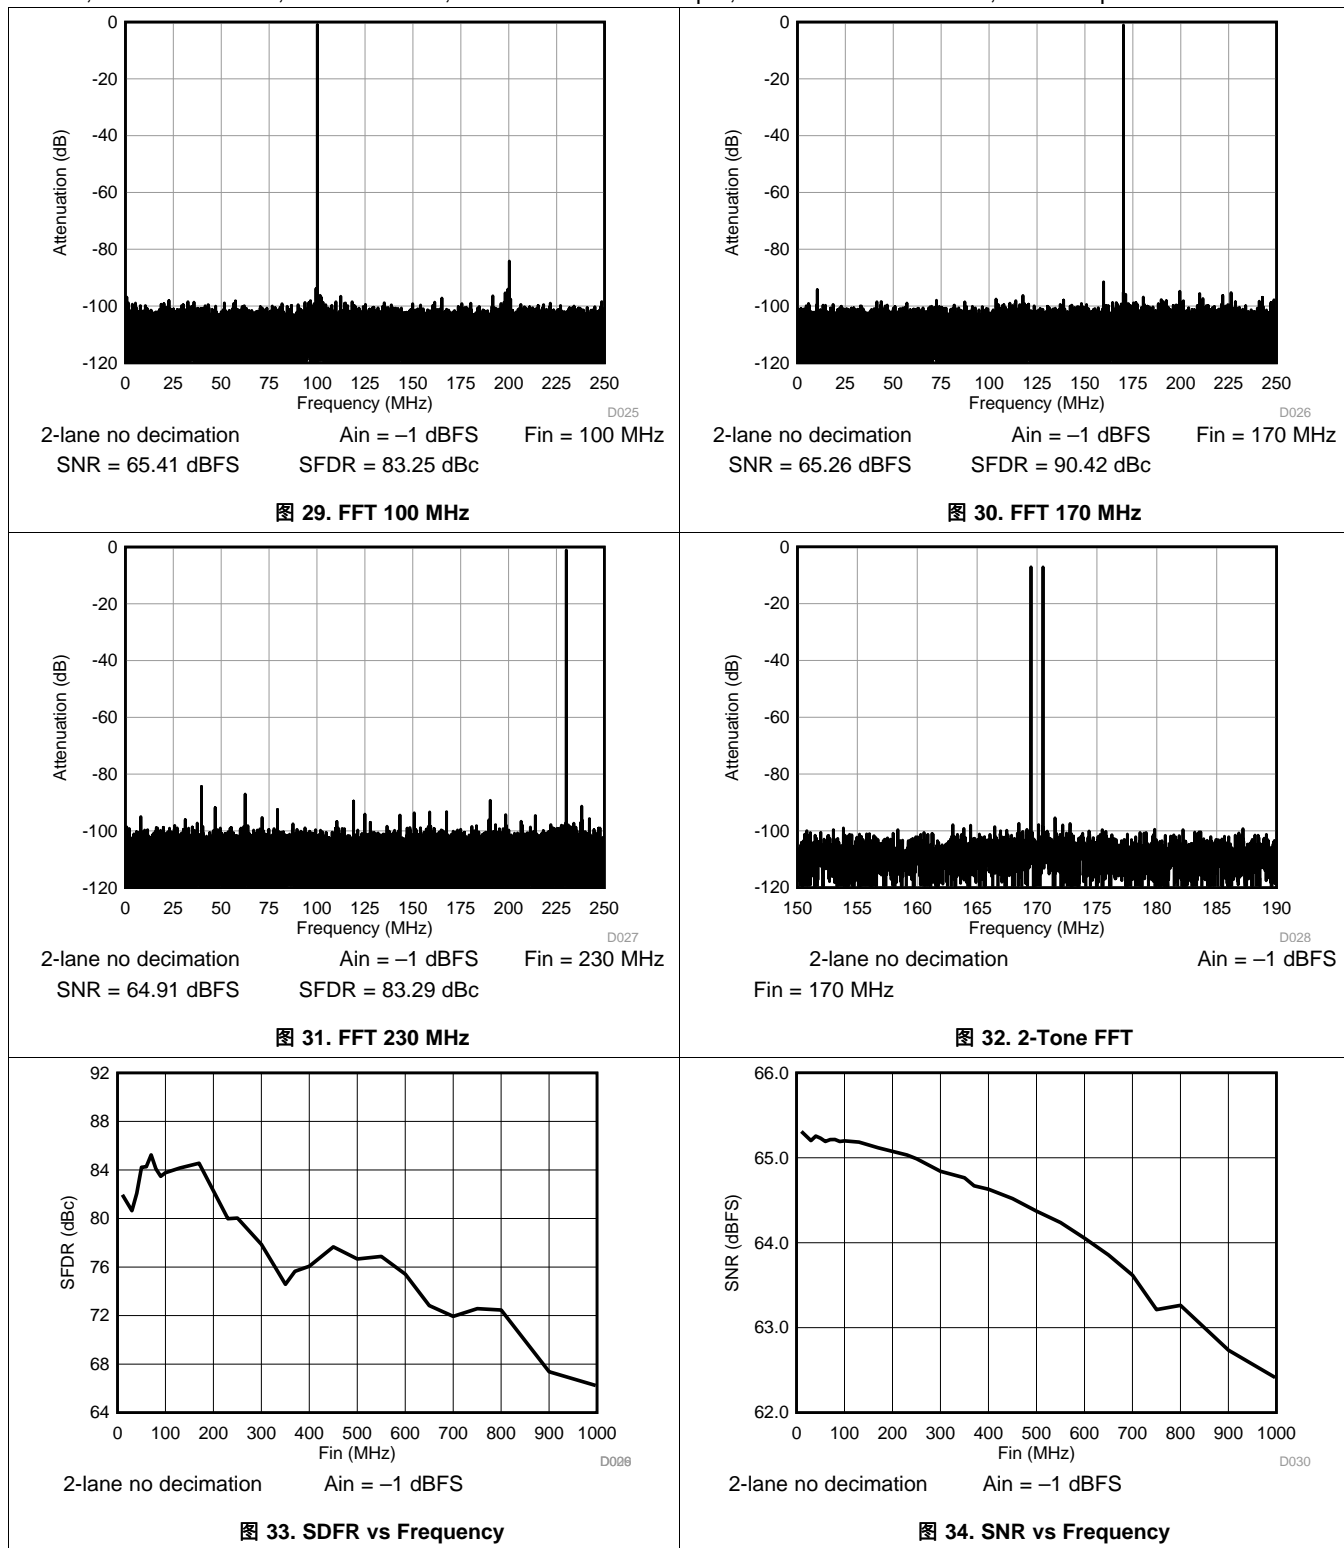 0
-20
-40
-60
-80
-100
-120
Attenuation (dB)
0 25 50 75 100 125 150 175 200 225 250
Frequency (MHz)
D025
2-lane no decimation Ain = –1 dBFS Fin = 100 MHz
SNR = 65.41 dBFS SFDR = 83.25 dBc
图 29. FFT 100 MHz
0
-20
-40
-60
-80
-100
-120
Attenuation (dB)
0 25 50 75 100 125 150 175 200 225 250
Frequency (MHz)
D026
2-lane no decimation Ain = –1 dBFS Fin = 170 MHz
SNR = 65.26 dBFS SFDR = 90.42 dBc
图 30. FFT 170 MHz
0
-20
-40
-60
-80
-100
-120
Attenuation (dB)
0 25 50 75 100 125 150 175 200 225 250
Frequency (MHz)
D027
2-lane no decimation Ain = –1 dBFS Fin = 230 MHz
SNR = 64.91 dBFS SFDR = 83.29 dBc
图 31. FFT 230 MHz
0
-20
-40
-60
-80
-100
-120
Attenuation (dB)
150 155 160 165 170 175 180 185 190
Frequency (MHz)
D028
2-lane no decimation Ain = –1 dBFS
Fin = 170 MHz
图 32. 2-Tone FFT
92
88
84
80
76
72
68
64
SFDR (dBc)
0 100 200 300 400 500 600 700 800 900 1000
Fin (MHz)
2-lane no decimation Ain = –1 dBFS
图 33. SDFR vs Frequency
66.0
65.0
64.0
63.0
62.0
SNR (dBFS)
0 100 200 300 400 500 600 700 800 900 1000
Fin (MHz)
D030
2-lane no decimation Ain = –1 dBFS
图 34. SNR vs Frequency